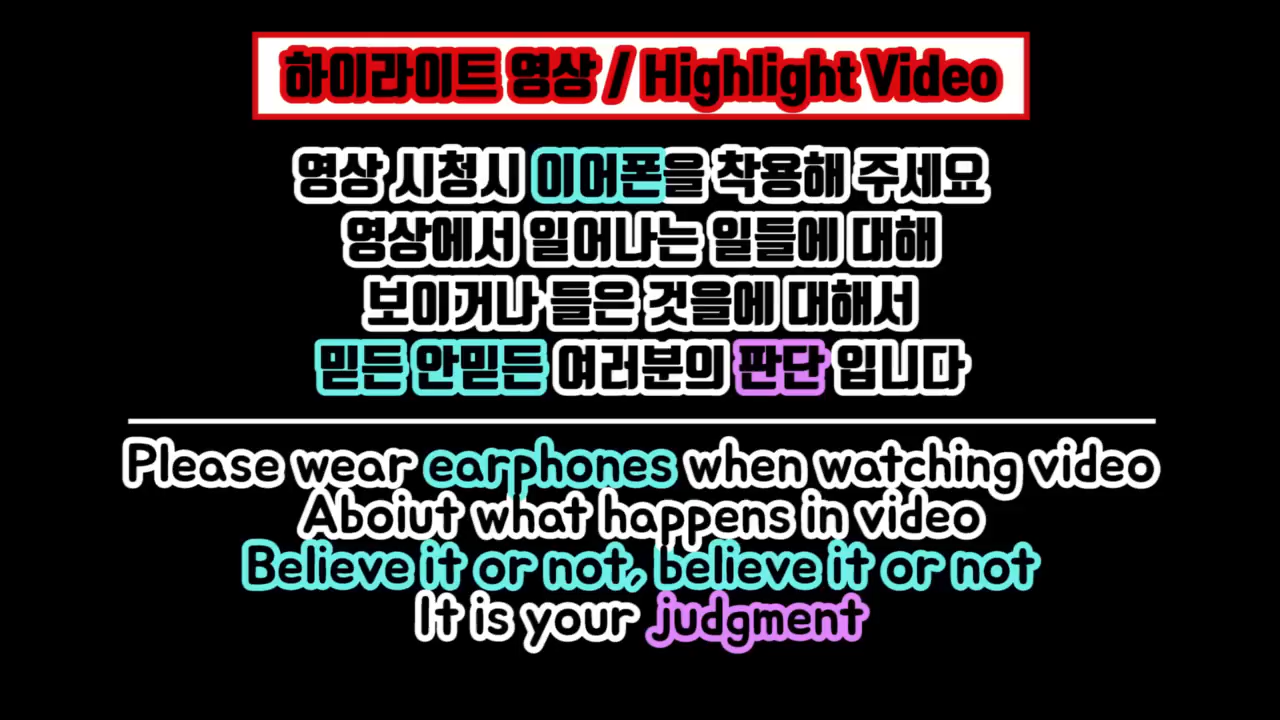 하이라이트 영상 / Highlight Video
영상 시청시 이어폰을 착용해 주세요
영상에서 일어나는 일들에 대해
보이거나 들은 것을에 대해서
믿든 안믿든 여러분의 판단 입니다
Please wear earphones when watching video
Aboiut what happens in video
Believe it or not, believe it or not
It is your judgment